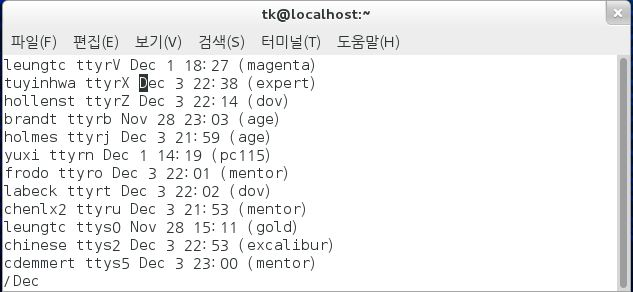 tk@localhost:~
파일(F) 편집(E) 보기(V) 검색(S) 터미널(T) 도움말(H)
leungtc ttyrV Dec 1 18:27 (magenta)
tuyinhwa ttyrX Dec 3 22:38 (expert)
hollenst ttyrZ Dec 3 22:14 (dov)
brandt ttyrb Nov 28 23:03 (age)
holmes ttyrj Dec 3 21:59 (age)
yuxi ttyrn Dec 1 14:19 (pc115)
frodo ttyro Dec 3 22:01 (mentor)
labeck ttyrt Dec 3 22:02 (dov)
chenlx2 ttyru Dec 3 21:53 (mentor)
leungtc ttys0 Nov 28 15:11 (gold)
chinese ttys2 Dec 3 22:53 (excalibur)
cdemmert ttys5 Dec 3 23:00 (mentor)
/Dec